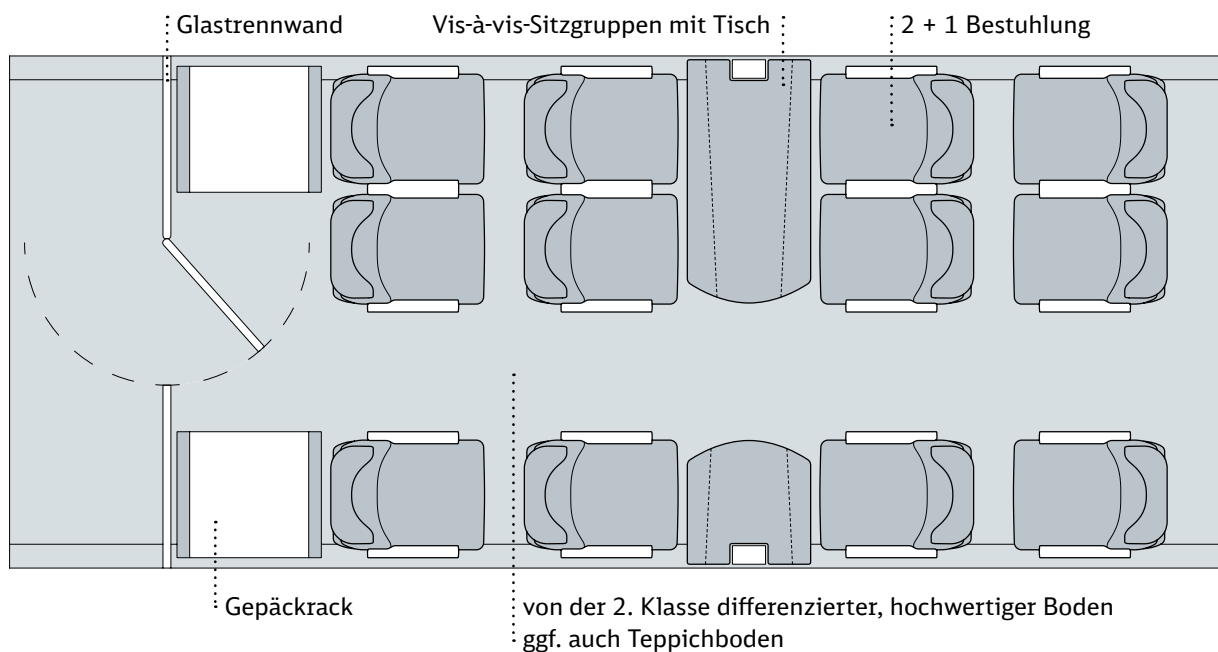 Glastrennwand
Vis-à-vis-Sitzgruppen mit Tisch
2 + 1 Bestuhlung
Gepäckrack
von der 2. Klasse differenzierter, hochwertiger Boden
ggf. auch Teppichboden